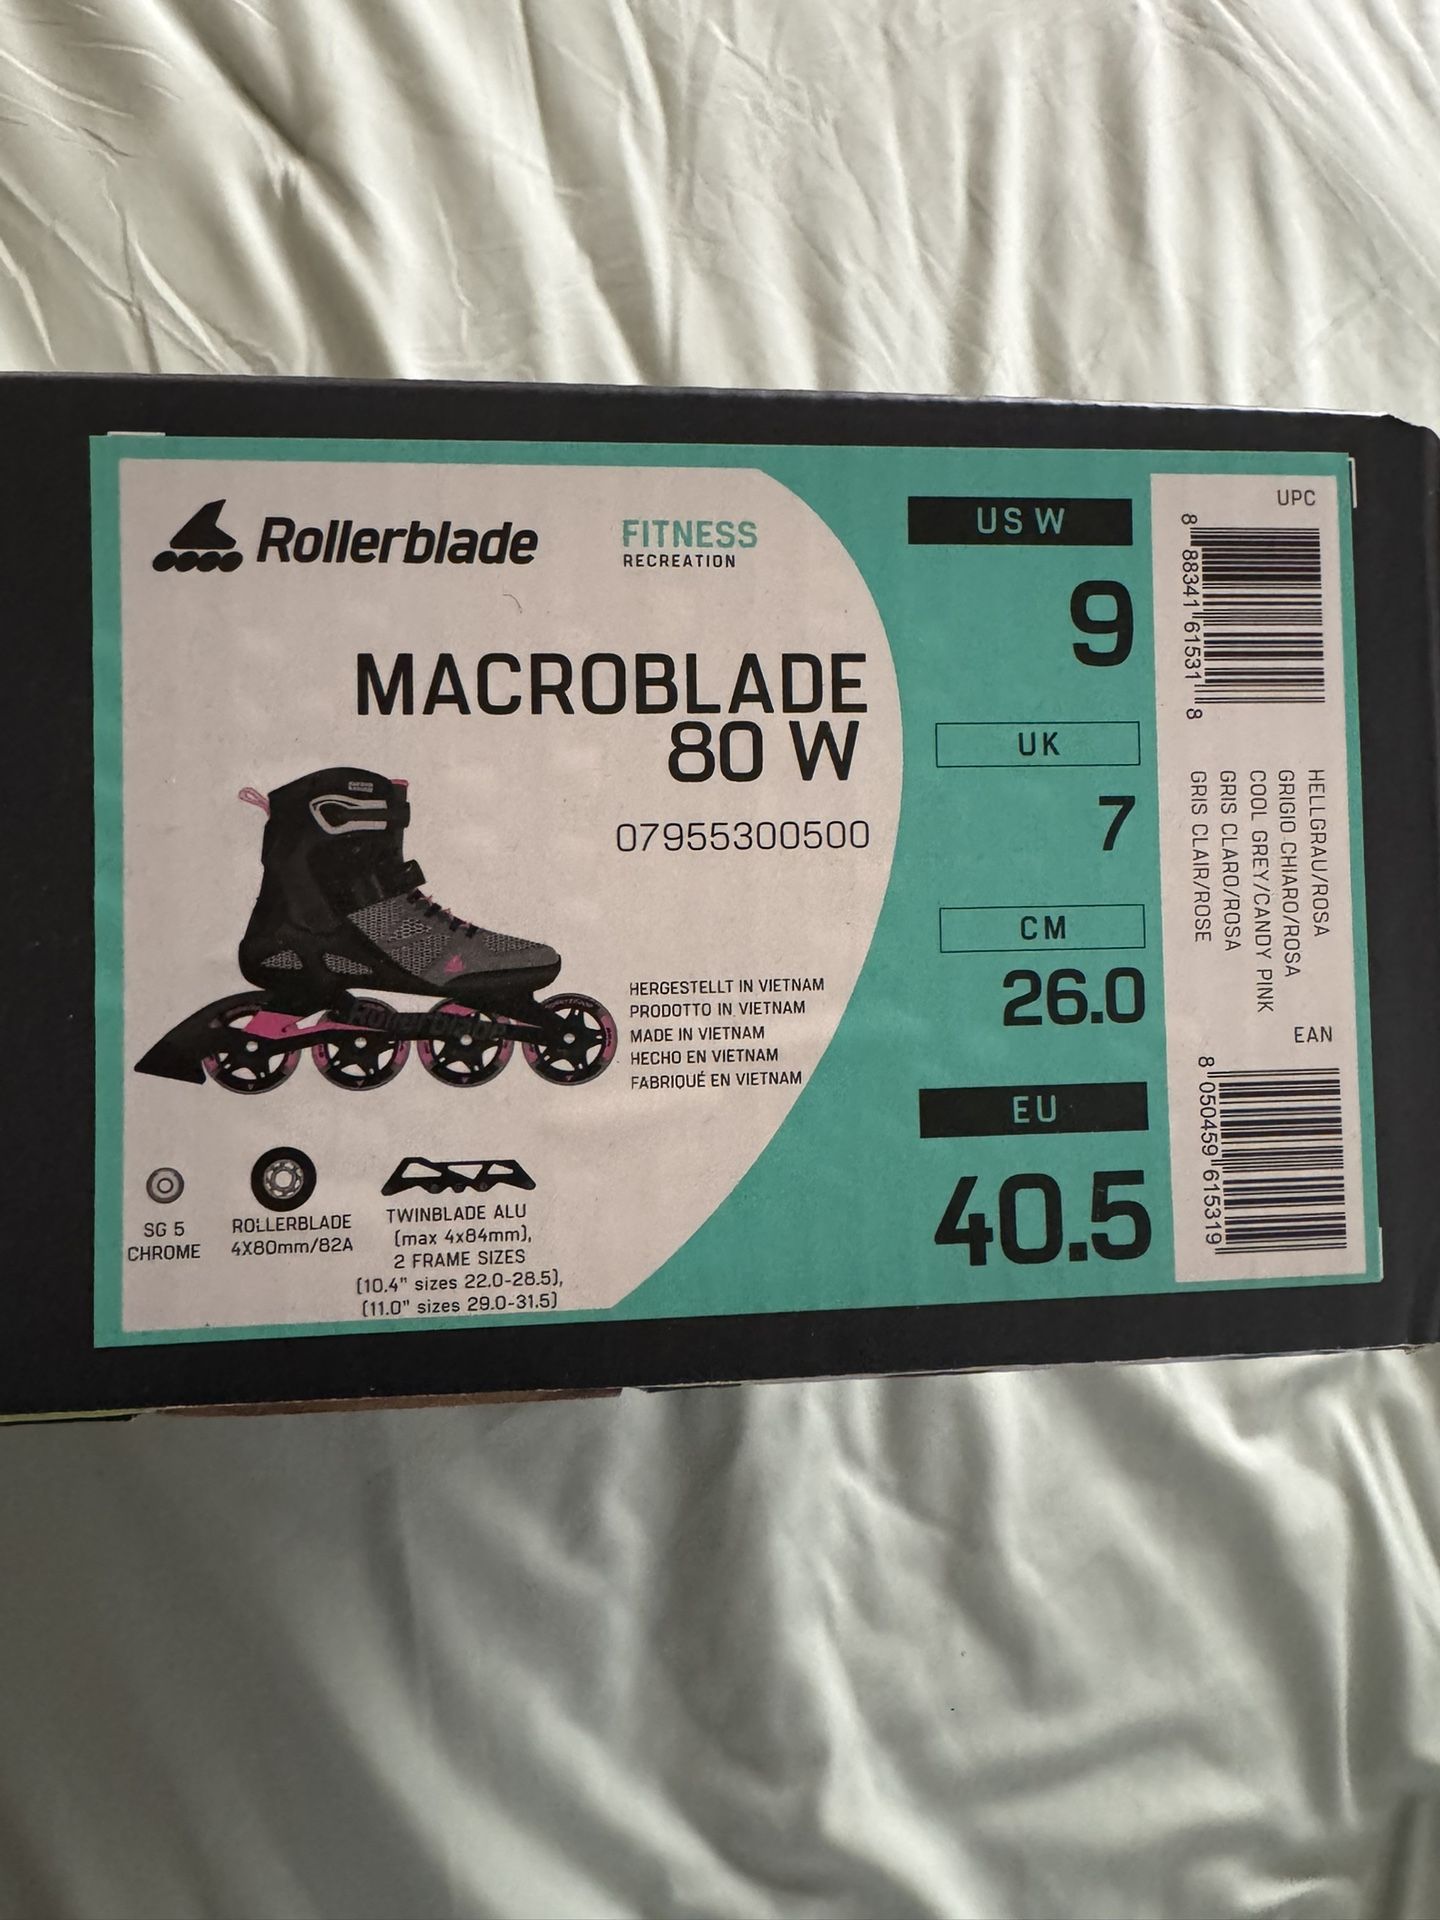 Rollerblade
FITNESS
RECREATION
MACROBLADE
80 W
07955300500
Rollerblade
HERGESTELLT IN VIETNAM
PRODOTTO IN VIETNAM
MADE IN VIETNAM
HECHO EN VIETNAM
FABRIQUÉ EN VIETNAM
SG 5
CHROME
ROLLERBLADE
4X80mm/82A
TWINBLADE ALU
(max 4x84mm),
2 FRAME SIZES
(10.4" sizes 22.0-28.5),
(11.0" sizes 29.0-31.5)
US W
9
UK
7
CM
26.0
EU
40.5
UPC
8 88341 61531 8
HELLGRAU/ROSA
GRIGIO CHIARO/ROSA
COOL GREY/CANDY PINK
GRIS CLARO/ROSA
GRIS CLAIR/ROSE
EAN
8 050459 615319